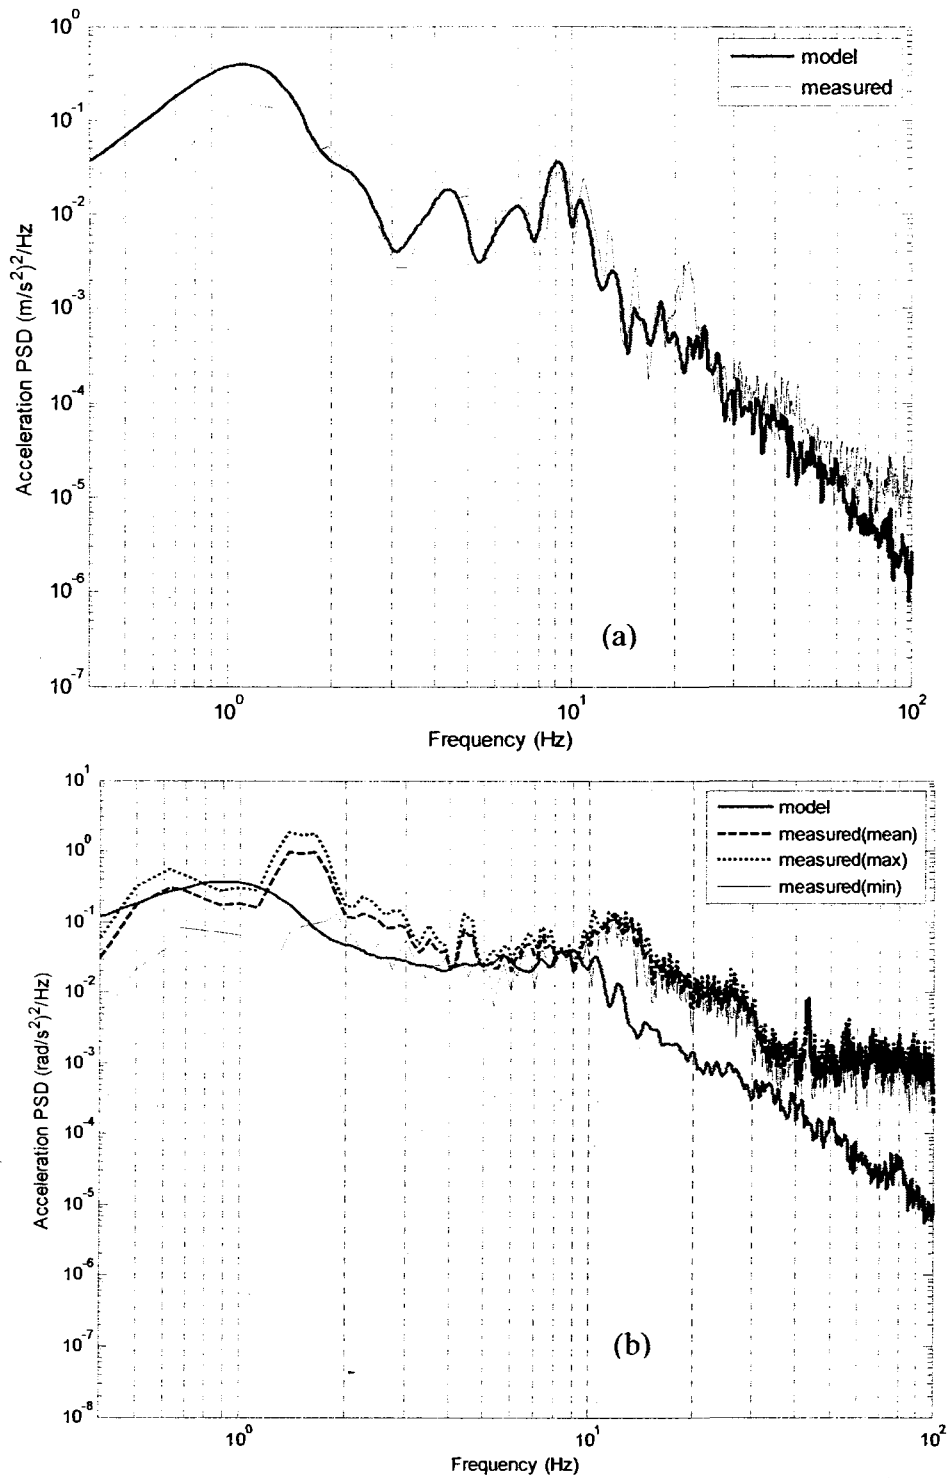 10^0
10^-1
10^-2
10^-3
10^-4
10^-5
10^-6
10^-7
Acceleration PSD (m/s^2)^2/Hz
model
measured
(a)
10^0 10^1 10^2
Frequency (Hz)
10^1
10^0
10^-1
10^-2
10^-3
10^-4
10^-5
10^-6
10^-7
10^-8
Acceleration PSD (rad/s^2)^2/Hz
model
measured(mean)
measured(max)
measured(min)
(b)
10^0 10^1 10^2
Frequency (Hz)